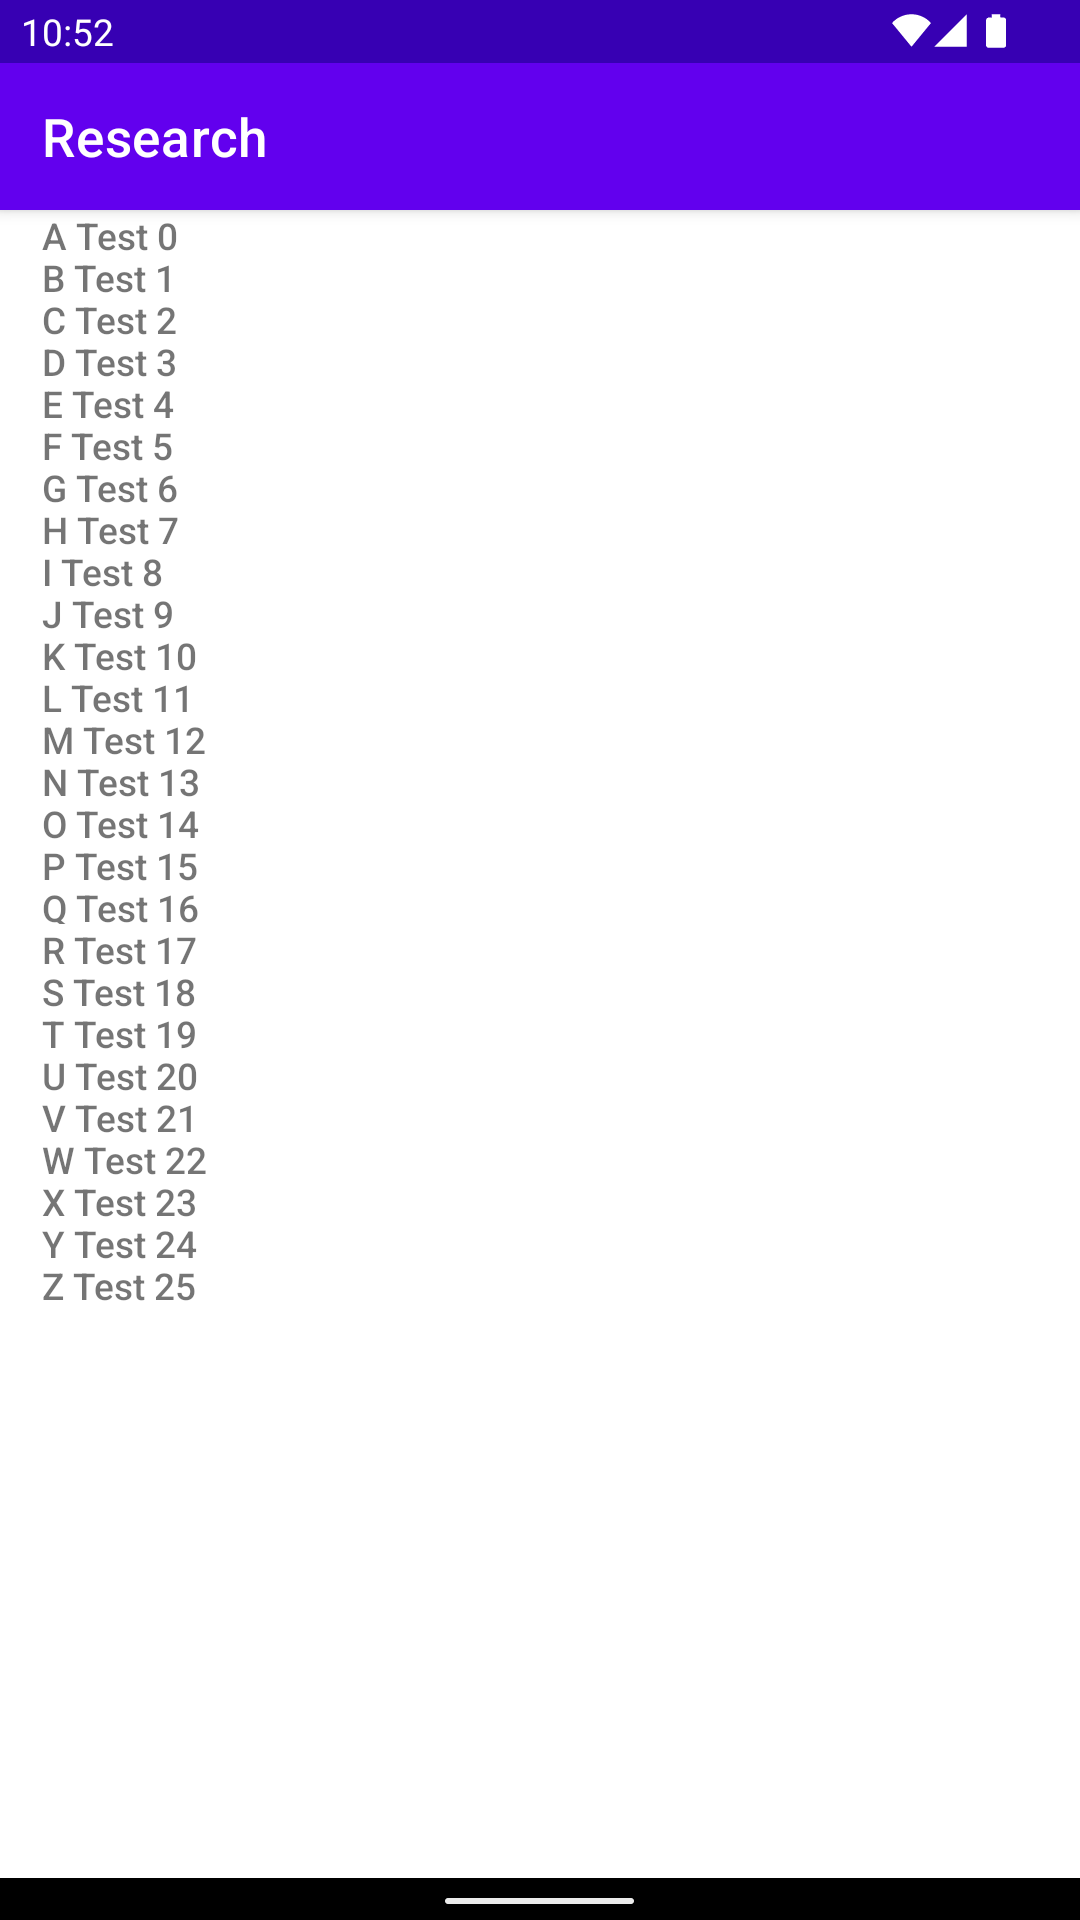 10:52
Research
A Test 0
B Test 1
C Test 2
D Test 3
E Test 4
F Test 5
G Test 6
H Test 7
I Test 8
J Test 9
K Test 10
L Test 11
M Test 12
N Test 13
O Test 14
P Test 15
Q Test 16
R Test 17
S Test 18
T Test 19
U Test 20
V Test 21
W Test 22
X Test 23
Y Test 24
Z Test 25